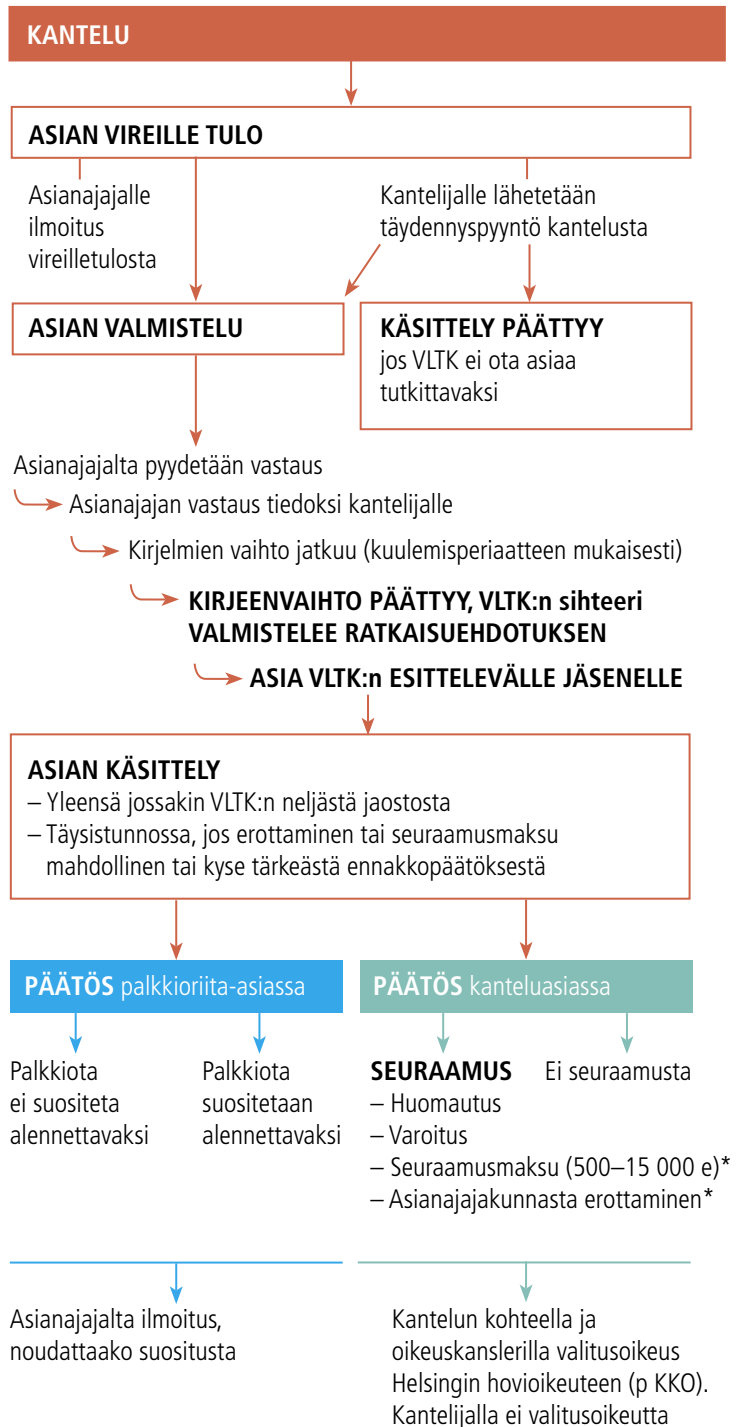 KANTELU
ASIAN VIREILLE TULO
Asianajajalle
ilmoitus
vireilletulosta
Kantelijalle lähetetään
täydennyspyyntö kantelusta
ASIAN VALMISTELU
KÄSITTELY PÄÄTTYY
jos VLTK ei ota asiaa
tutkittavaksi
Asianajajalta pyydetään vastaus
Asianajajan vastaus tiedoksi kantelijalle
Kirjelmien vaihto jatkuu (kuulemisperiaatteen mukaisesti)
KIRJEENVAIHTO PÄÄTTYY, VLTK:n sihteeri
VALMISTELEE RATKAISUEHDOTUKSEN
ASIA VLTK:n ESITTELEVÄLLE JÄSENELLE
ASIAN KÄSITTELY
– Yleensä jossakin VLTK:n neljästä jaostosta
– Täysistunnossa, jos erottaminen tai seuraamusmaksu
mahdollinen tai kyse tärkeästä ennakkopäätöksestä
PÄÄTÖS palkkioriita-asiassa
PÄÄTÖS kanteluasiassa
Palkkiota
ei suositeta
alennettavaksi
Palkkiota
suositetaan
alennettavaksi
SEURAAMUS
– Huomautus
– Varoitus
– Seuraamusmaksu (500–15 000 e)*
– Asianajajakunnasta erottaminen*
Ei seuraamusta
Asianajajalta ilmoitus,
noudattaako suositusta
Kantelun kohteella ja
oikeuskanslerilla valitusoikeus
Helsingin hovioikeuteen (p KKO).
Kantelijalla ei valitusoikeutta